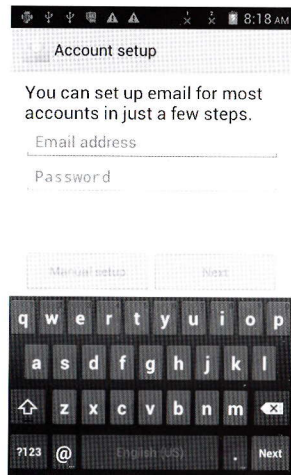 8:18 AM
Account setup
You can set up email for most
accounts in just a few steps.
Email address
Password
Manual setup Next
q w e r t y u i o p
a s d f g h j k l
z x c v b n m
?123 @ English (US) . Next